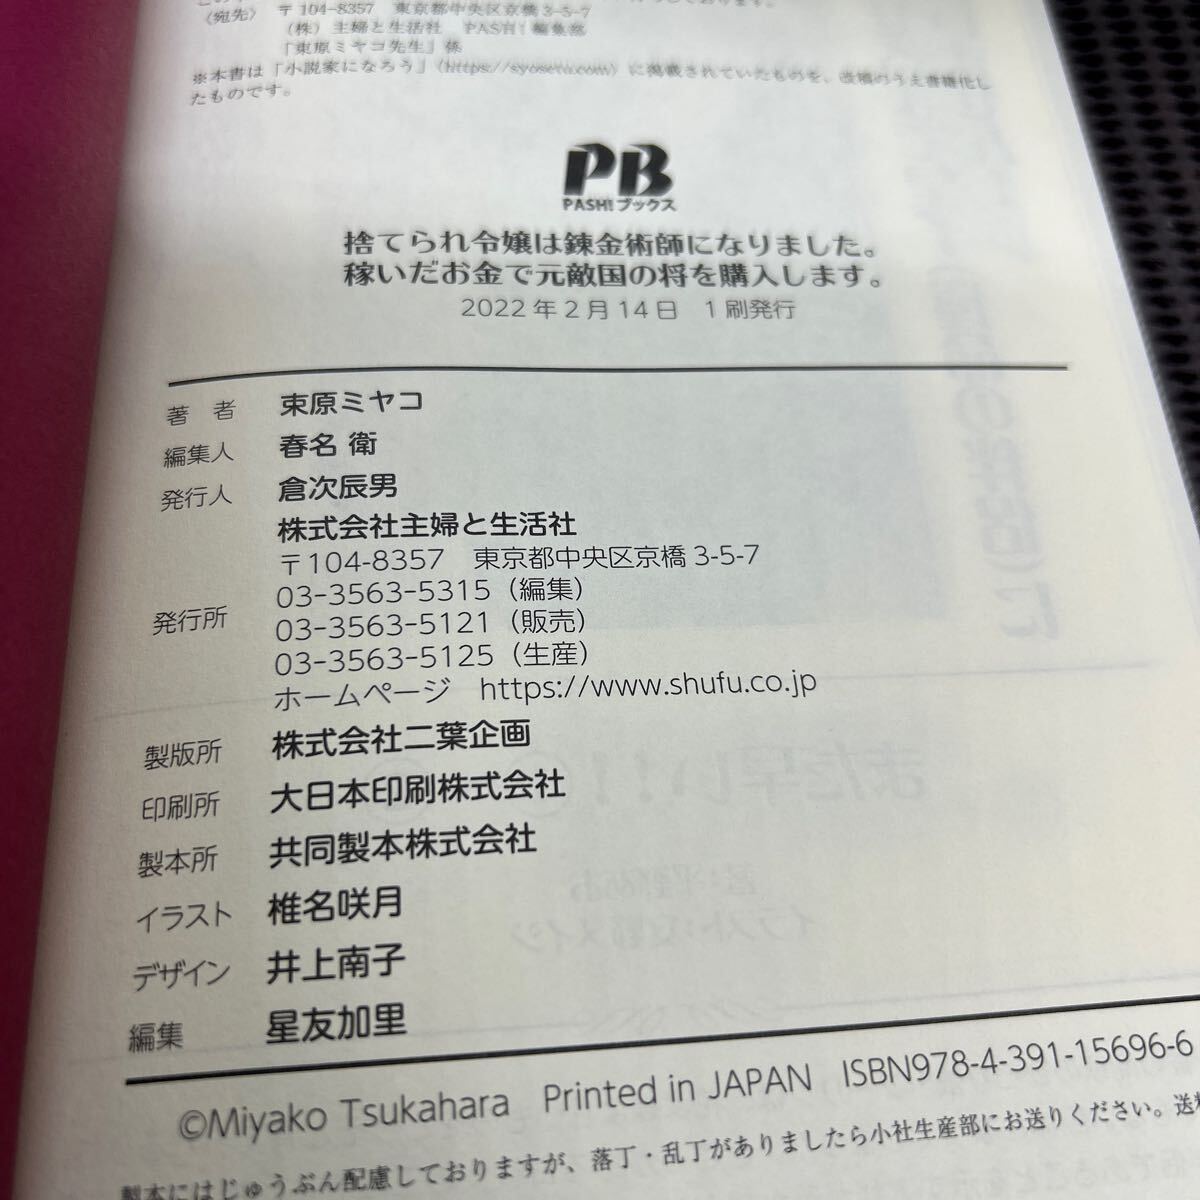 〈宛先〉 〒104-8357 東京都中央区京橋3-5-7
（株）主婦と生活社 PASH！編集部
「束原ミヤコ先生」係
※本書は「小説家になろう」(https://syosetu.com) に掲載されていたものを、改稿のうえ書籍化し
たものです。
PB
PASH!ブックス
捨てられ令嬢は錬金術師になりました。
稼いだお金で元敵国の将を購入します。
2022年2月14日 1刷発行
著者 束原ミヤコ
編集人 春名 衛
発行人 倉次辰男
株式会社主婦と生活社
〒104-8357 東京都中央区京橋3-5-7
03-3563-5315（編集）
発行所 03-3563-5121（販売）
03-3563-5125（生産）
ホームページ https://www.shufu.co.jp
製版所 株式会社二葉企画
印刷所 大日本印刷株式会社
製本所 共同製本株式会社
イラスト 椎名咲月
デザイン 井上南子
編集 星友加里
©Miyako Tsukahara Printed in JAPAN ISBN978-4-391-15696-6
製本にはじゅうぶん配慮しておりますが、落丁・乱丁がありましたら小社生産部にお送りください。送料